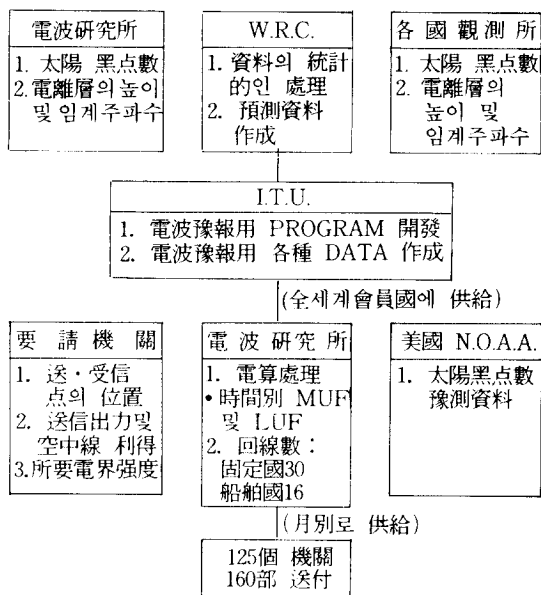 電波研究所
1. 太陽 黑点數
2. 電離層의 높이
및 임계주파수
W.R.C.
1. 資料의 統計
的인 處理
2. 預測資料
作成
各國觀測所
1. 太陽 黑点數
2. 電離層의
높이 및
임계주파수
I.T.U.
1. 電波豫報用 PROGRAM 開發
2. 電波豫報用 各種 DATA 作成
(全세계會員國에 供給)
要請機關
1. 送・受信
点의 位置
2. 送信出力및
空中線 利得
3.所要電界强度
電波研究所
1. 電算處理
•時間別 MUF
및 LUF
2. 回線數：
固定國30
船舶國16
美國 N.O.A.A.
1. 太陽黑点數
豫測資料
(月別로 供給)
125個 機關
160部 送付